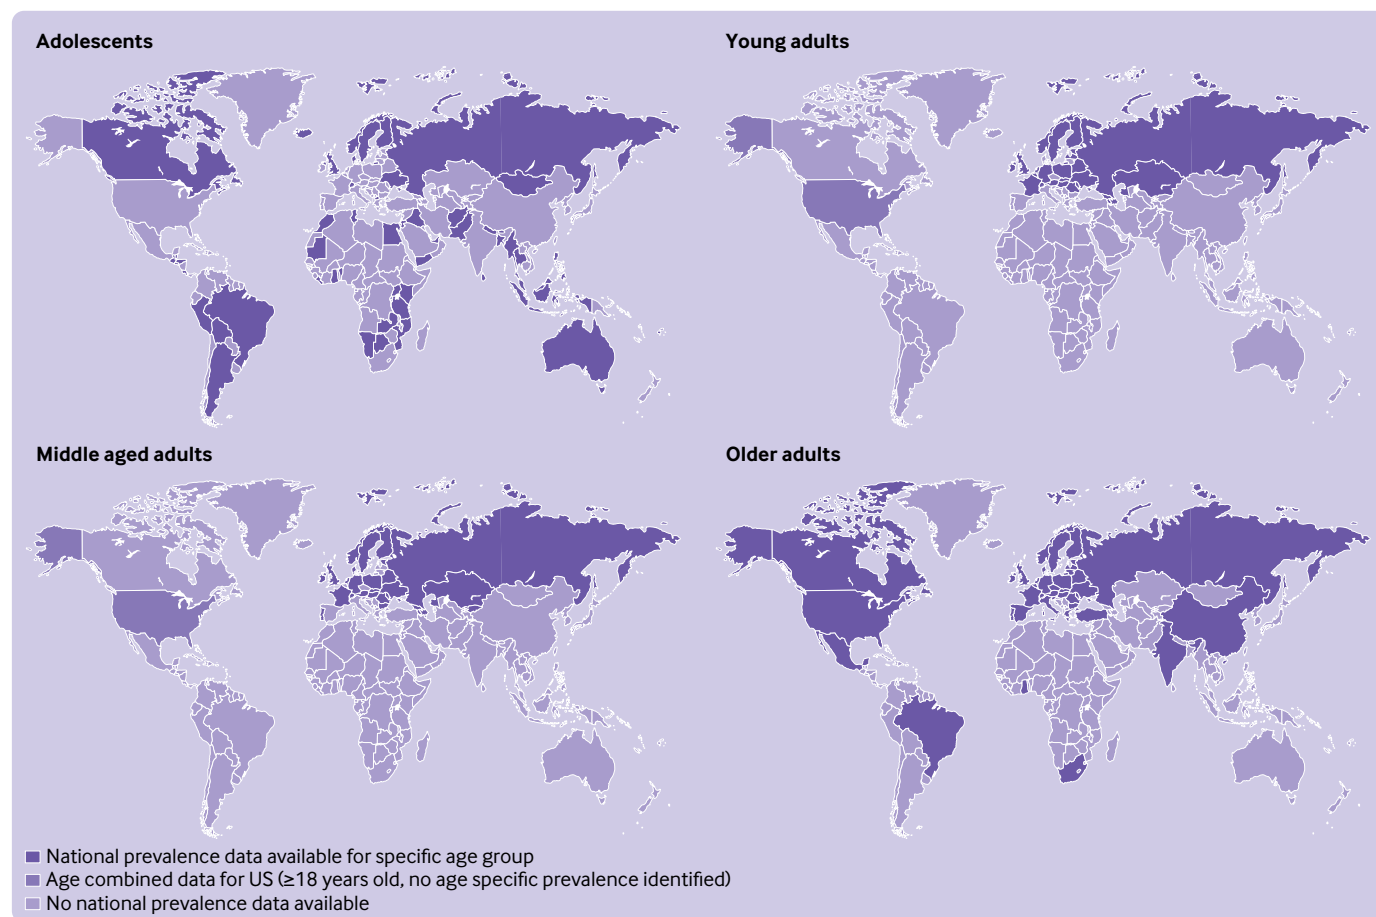 Adolescents
Young adults
Middle aged adults
Older adults
National prevalence data available for specific age group
Age combined data for US (≥18 years old, no age specific prevalence identified)
No national prevalence data available